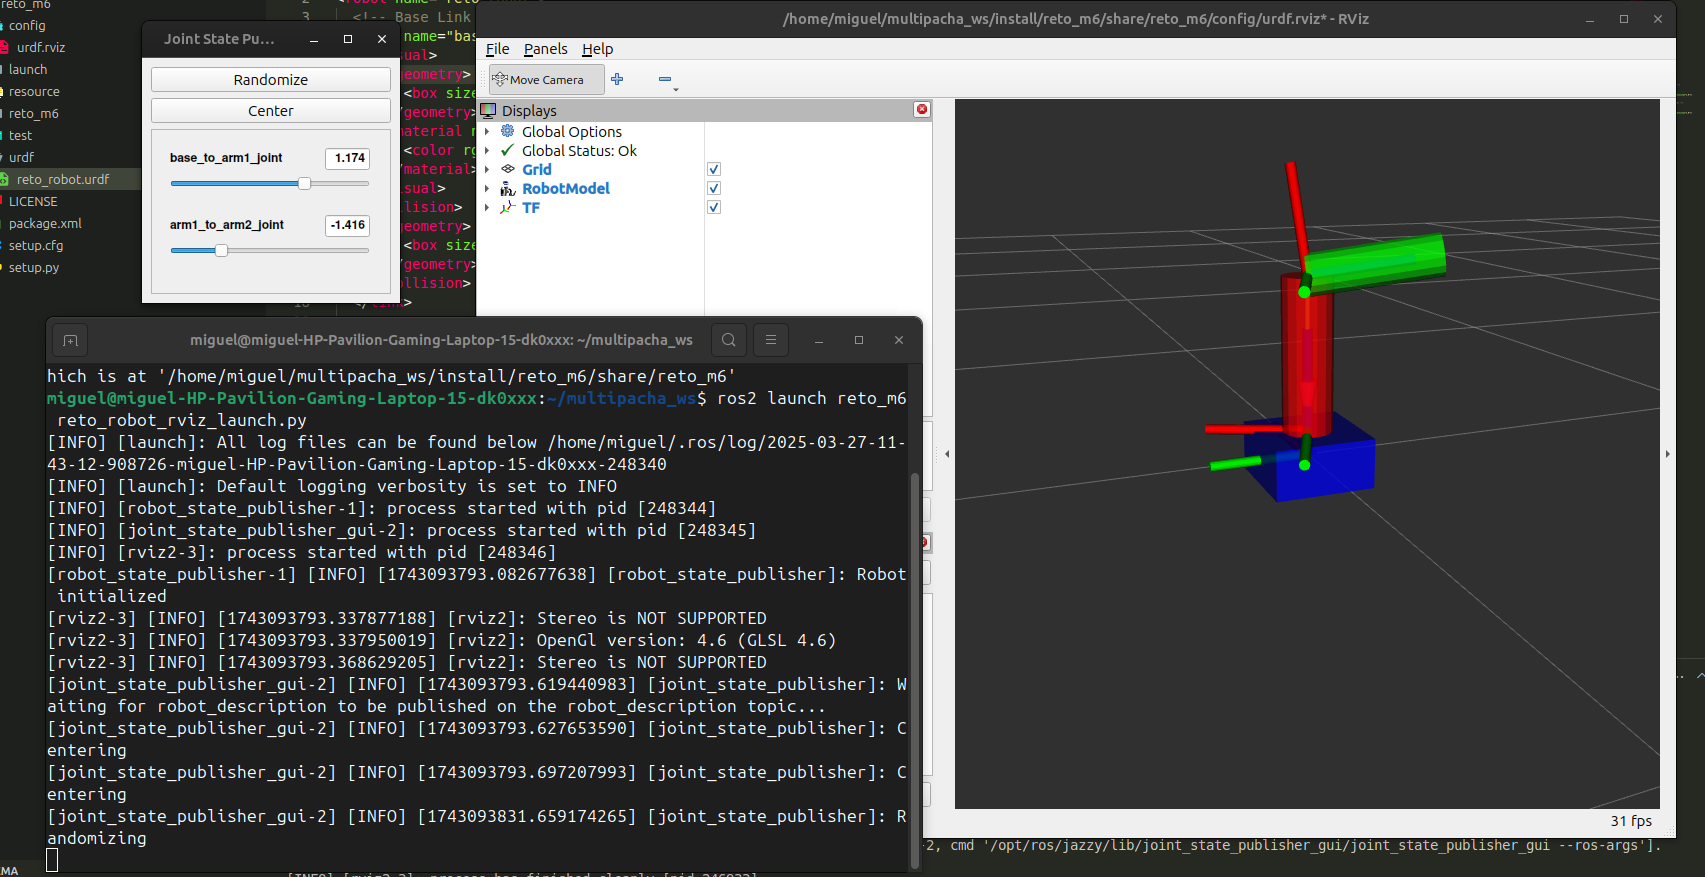 reto_m6
config
urdf.rviz
launch
resource
reto_m6
test
urdf
reto_robot.urdf
LICENSE
package.xml
setup.cfg
setup.py
Joint State Pu...
Randomize
Center
base_to_arm1_joint
1.174
arm1_to_arm2_joint
-1.416
3
<!-- Base Link
name="bas
ual>
geometry>
<box size
/geometry>
material n
<color rg
/material>
sual>
llision>
geometry>
<box size
/geometry>
llision>
/home/miguel/multipacha_ws/install/reto_m6/share/reto_m6/config/urdf.rviz* - RViz
File Panels Help
Move Camera
Displays
Global Options
Global Status: Ok
Grid
RobotModel
TF
31 fps
miguel@miguel-HP-Pavilion-Gaming-Laptop-15-dk0xxx: ~/multipacha_ws
hich is at '/home/miguel/multipacha_ws/install/reto_m6/share/reto_m6'
miguel@miguel-HP-Pavilion-Gaming-Laptop-15-dk0xxx:~/multipacha_ws$ ros2 launch reto_m6
reto_robot_rviz_launch.py
[INFO] [launch]: All log files can be found below /home/miguel/.ros/log/2025-03-27-11-
43-12-908726-miguel-HP-Pavilion-Gaming-Laptop-15-dk0xxx-248340
[INFO] [launch]: Default logging verbosity is set to INFO
[INFO] [robot_state_publisher-1]: process started with pid [248344]
[INFO] [joint_state_publisher_gui-2]: process started with pid [248345]
[INFO] [rviz2-3]: process started with pid [248346]
[robot_state_publisher-1] [INFO] [1743093793.082677638] [robot_state_publisher]: Robot
initialized
[rviz2-3] [INFO] [1743093793.337877188] [rviz2]: Stereo is NOT SUPPORTED
[rviz2-3] [INFO] [1743093793.337950019] [rviz2]: OpenGl version: 4.6 (GLSL 4.6)
[rviz2-3] [INFO] [1743093793.368629205] [rviz2]: Stereo is NOT SUPPORTED
[joint_state_publisher_gui-2] [INFO] [1743093793.619440983] [joint_state_publisher]: W
aiting for robot_description to be published on the robot_description topic...
[joint_state_publisher_gui-2] [INFO] [1743093793.627653590] [joint_state_publisher]: C
entering
[joint_state_publisher_gui-2] [INFO] [1743093793.697207993] [joint_state_publisher]: C
entering
[joint_state_publisher_gui-2] [INFO] [1743093831.659174265] [joint_state_publisher]: R
andomizing
-2, cmd '/opt/ros/jazzy/lib/joint_state_publisher_gui/joint_state_publisher_gui --ros-args'].